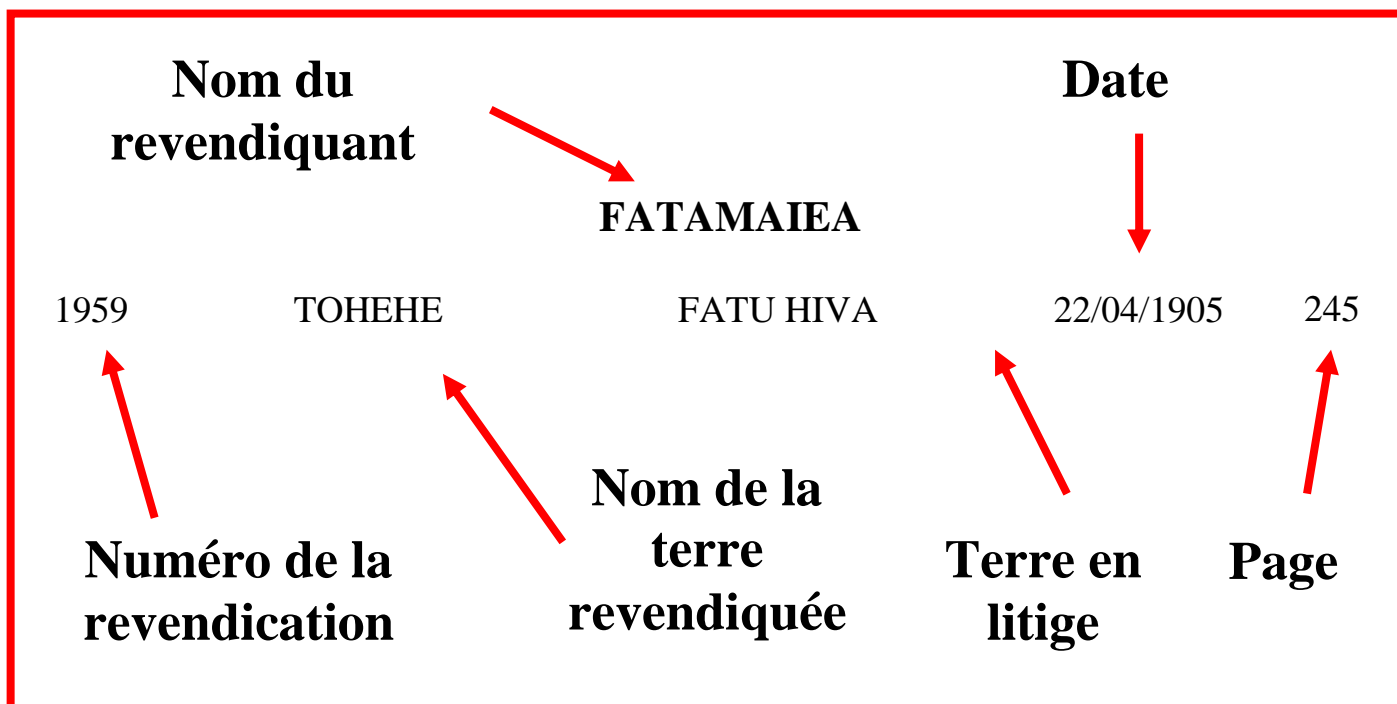 Nom du
revendiquant
Date
FATAMAIEA
1959 TOHEHE FATU HIVA 22/04/1905 245
Numéro de la
revendication
Nom de la
terre
revendiquée
Terre en
litige
Page